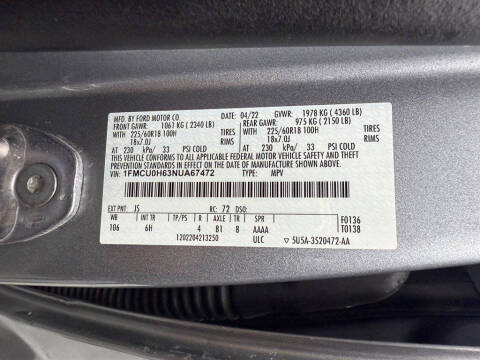 MFD. BY FORD MOTOR CO. 04/22 GVWR: 1978 KG ( 4360 LB)
FRONT GAWR: 1061 KG ( 2340 LB) REAR GAWR: 975 KG ( 2150 LB)
225/60R18 100H TIRES 225/60R18 100H TIRES
18x7.0J RIMS 18x7.0J RIMS
AT 230 kPa/ 33 PSI COLD AT 230 kPa/ 33 PSI COLD
THIS VEHICLE CONFORMS TO ALL APPLICABLE FEDERAL MOTOR VEHICLE SAFETY, BUMPER,
AND THEFT PREVENTION STANDARDS IN EFFECT ON THE DATE OF MANUFACTURE SHOWN ABOVE.
VIN: 1FMCU0H63NUA67472 TYPE: MPV
EXT PNT: JS RC: 72 DSO:
WB INT TR TP/PS R AXLE TR SPR F0136
106 6H 4 B1 8 AAAA T0138
1202204213250 ULC 5U5A-3520472-AA